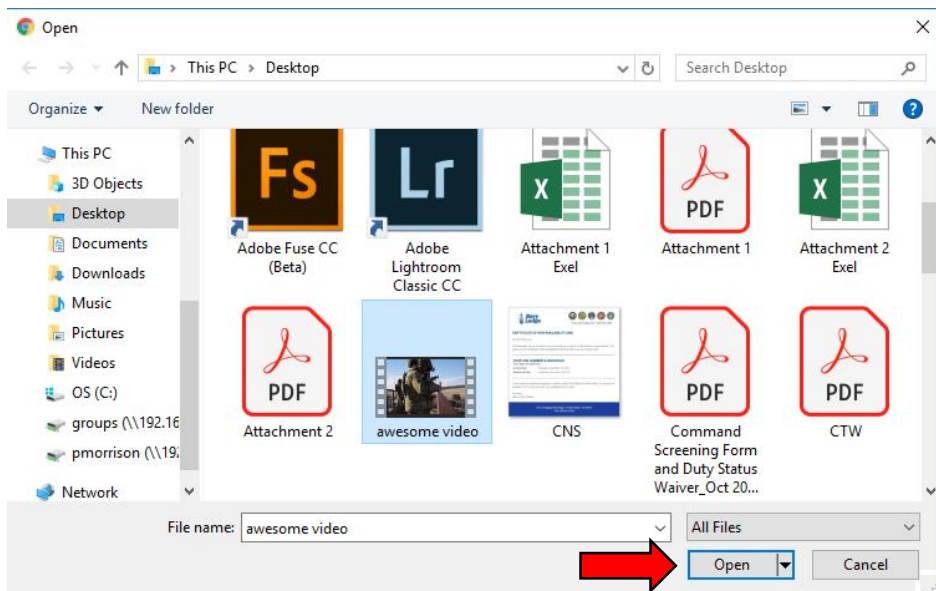 Open
This PC > Desktop
Search Desktop
Organize
New folder
This PC
3D Objects
Desktop
Documents
Downloads
Music
Pictures
Videos
OS (C:)
groups (\\192.16
pmorrison (\\192
Network
Fs
Adobe Fuse CC
(Beta)
Lr
Adobe
Lightroom
Classic CC
X
Attachment 1
Exel
PDF
Attachment 1
X
Attachment 2
Exel
PDF
Attachment 2
awesome video
Navy
Lodge
CNS
PDF
Command
Screening Form
and Duty Status
Waiver_Oct 20...
PDF
CTW
File name:
awesome video
All Files
Open
Cancel